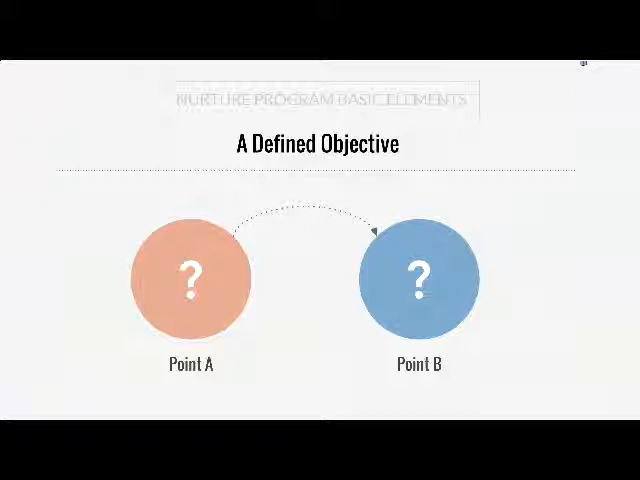 NURTURE PROGRAM BASIC ELEMENTS
A Defined Objective
? ?
Point A Point B